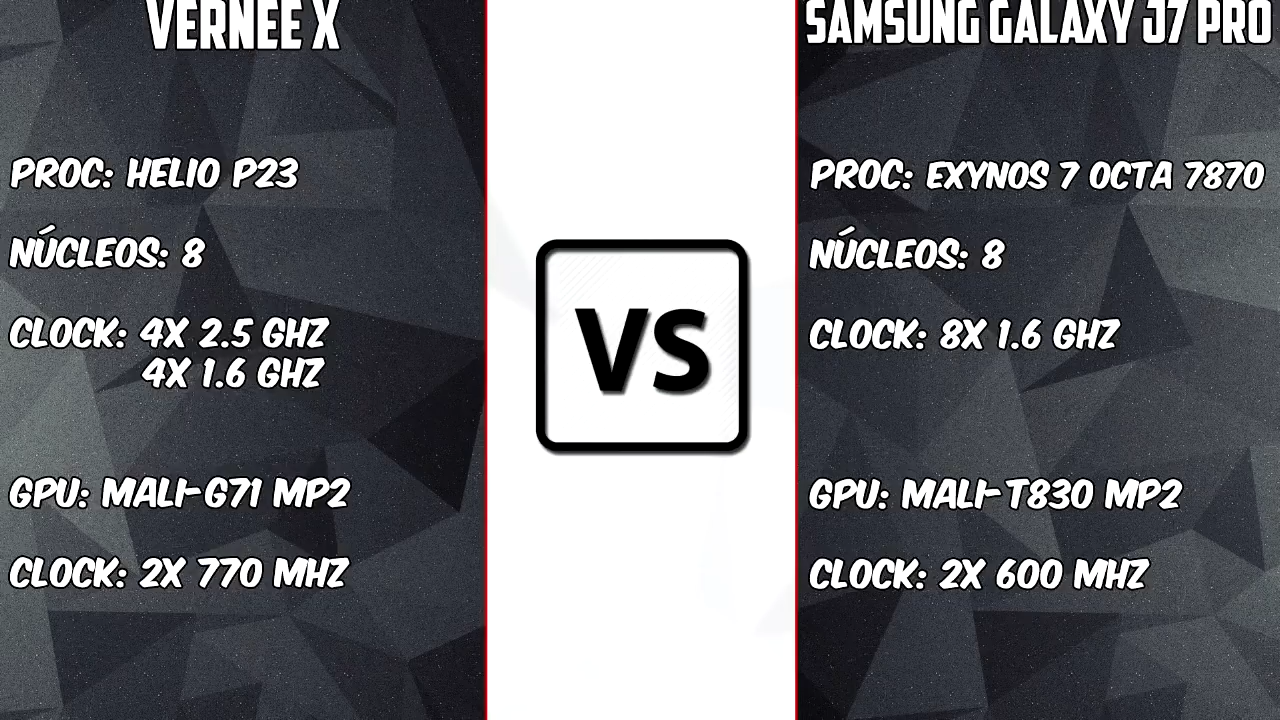 VERNEE X
PROC: HELIO P23
NÚCLEOS: 8
CLOCK: 4X 2.5 GHZ
4X 1.6 GHZ
GPU: MALI-G71 MP2
CLOCK: 2X 770 MHZ
VS
SAMSUNG GALAXY J7 PRO
PROC: EXYNOS 7 OCTA 7870
NÚCLEOS: 8
CLOCK: 8X 1.6 GHZ
GPU: MALI-T830 MP2
CLOCK: 2X 600 MHZ